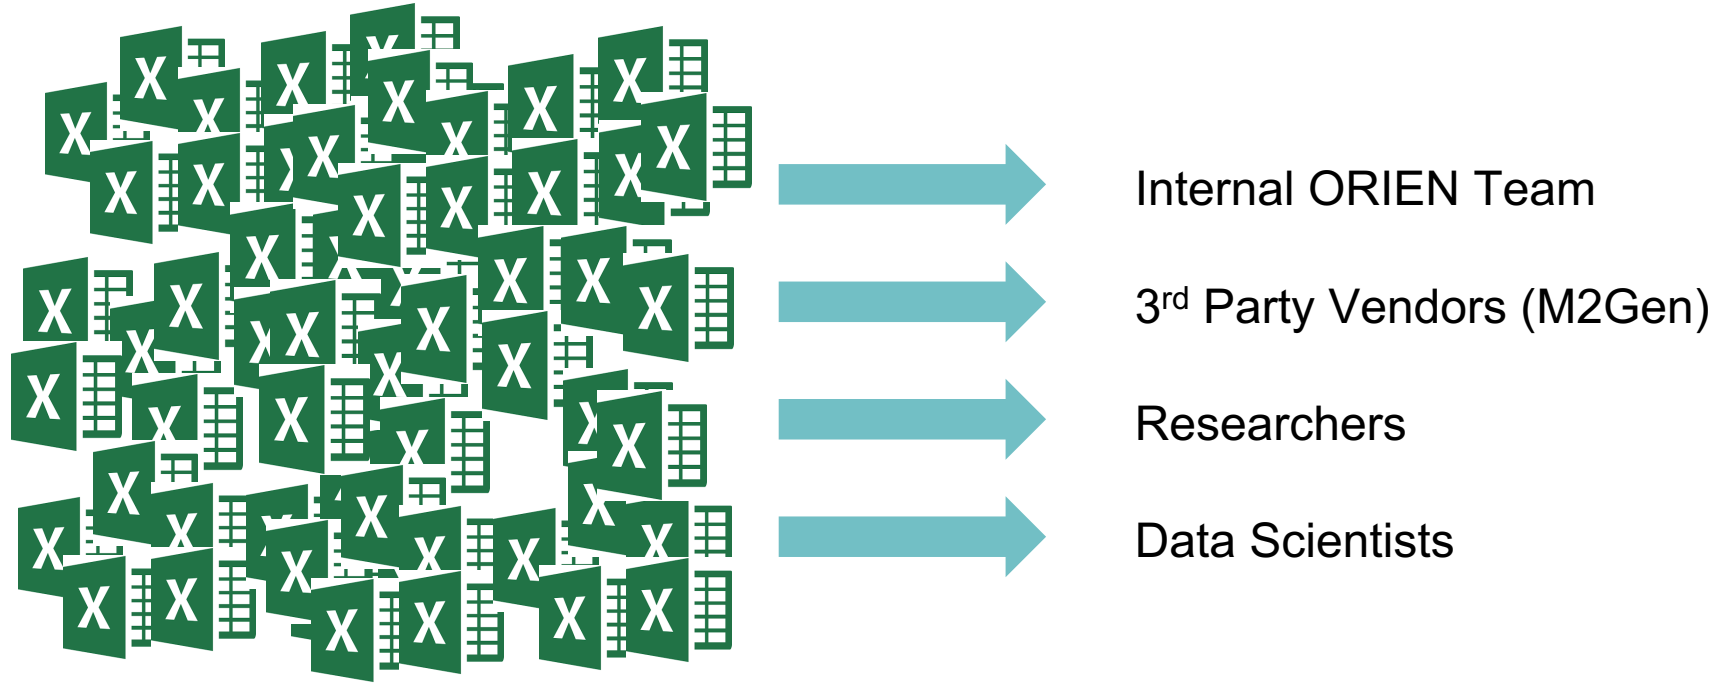 Internal ORIEN Team
3rd Party Vendors (M2Gen)
Researchers
Data Scientists